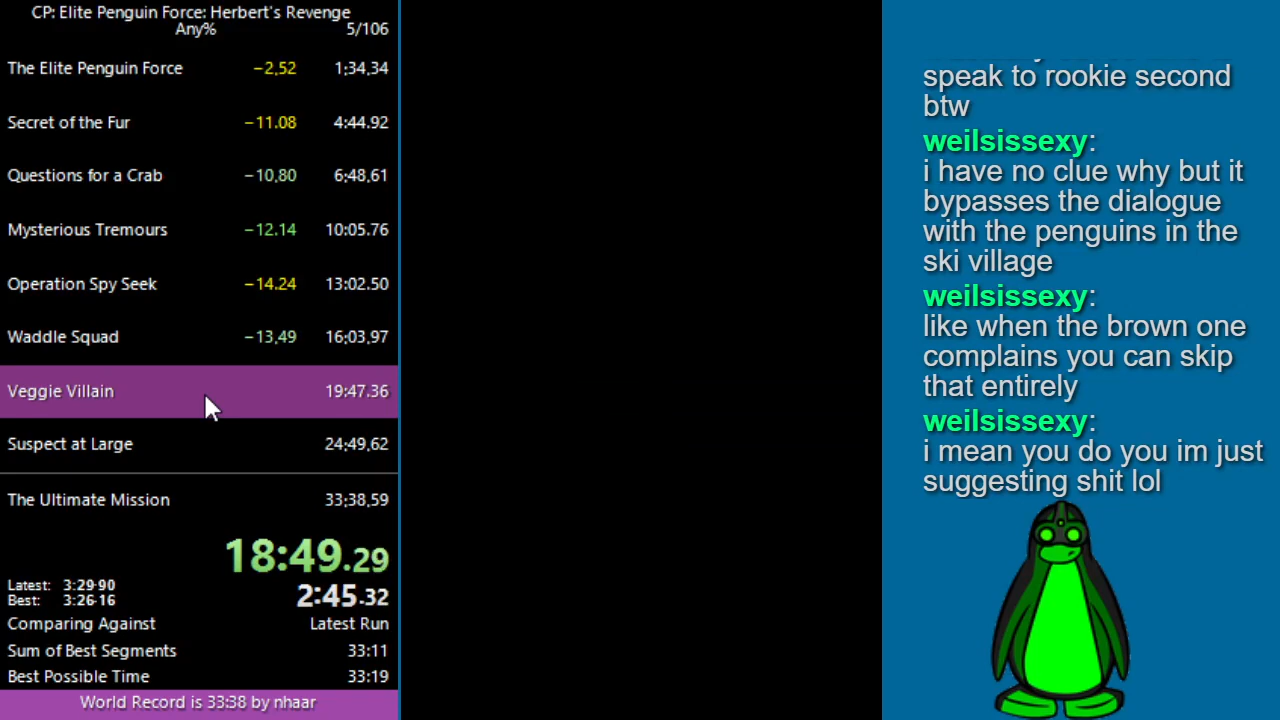 CP: Elite Penguin Force: Herbert's Revenge
Any% 5/106
The Elite Penguin Force −2.52 1:34.34
Secret of the Fur −11.08 4:44.92
Questions for a Crab −10.80 6:48.61
Mysterious Tremours −12.14 10:05.76
Operation Spy Seek −14.24 13:02.50
Waddle Squad −13.49 16:03.97
Veggie Villain 19:47.36
Suspect at Large 24:49.62
The Ultimate Mission 33:38.59
18:49.29
Latest: 3:29.90
Best: 3:26.16
2:45.32
Comparing Against Latest Run
Sum of Best Segments 33:11
Best Possible Time 33:19
World Record is 33:38 by nhaar
speak to rookie second
btw
weilsissexy:
i have no clue why but it
bypasses the dialogue
with the penguins in the
ski village
weilsissexy:
like when the brown one
complains you can skip
that entirely
weilsissexy:
i mean you do you im just
suggesting shit lol